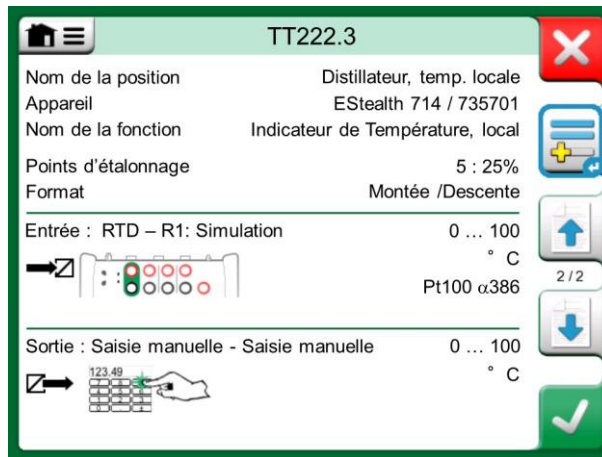 TT222.3
Nom de la position Distillateur, temp. locale
Appareil EStealth 714 / 735701
Nom de la fonction Indicateur de Température, local
Points d'étalonnage 5 : 25%
Format Montée /Descente
Entrée : RTD – R1: Simulation 0 … 100
° C
2/2
Pt100 α386
Sortie : Saisie manuelle - Saisie manuelle 0 … 100
° C
123.49